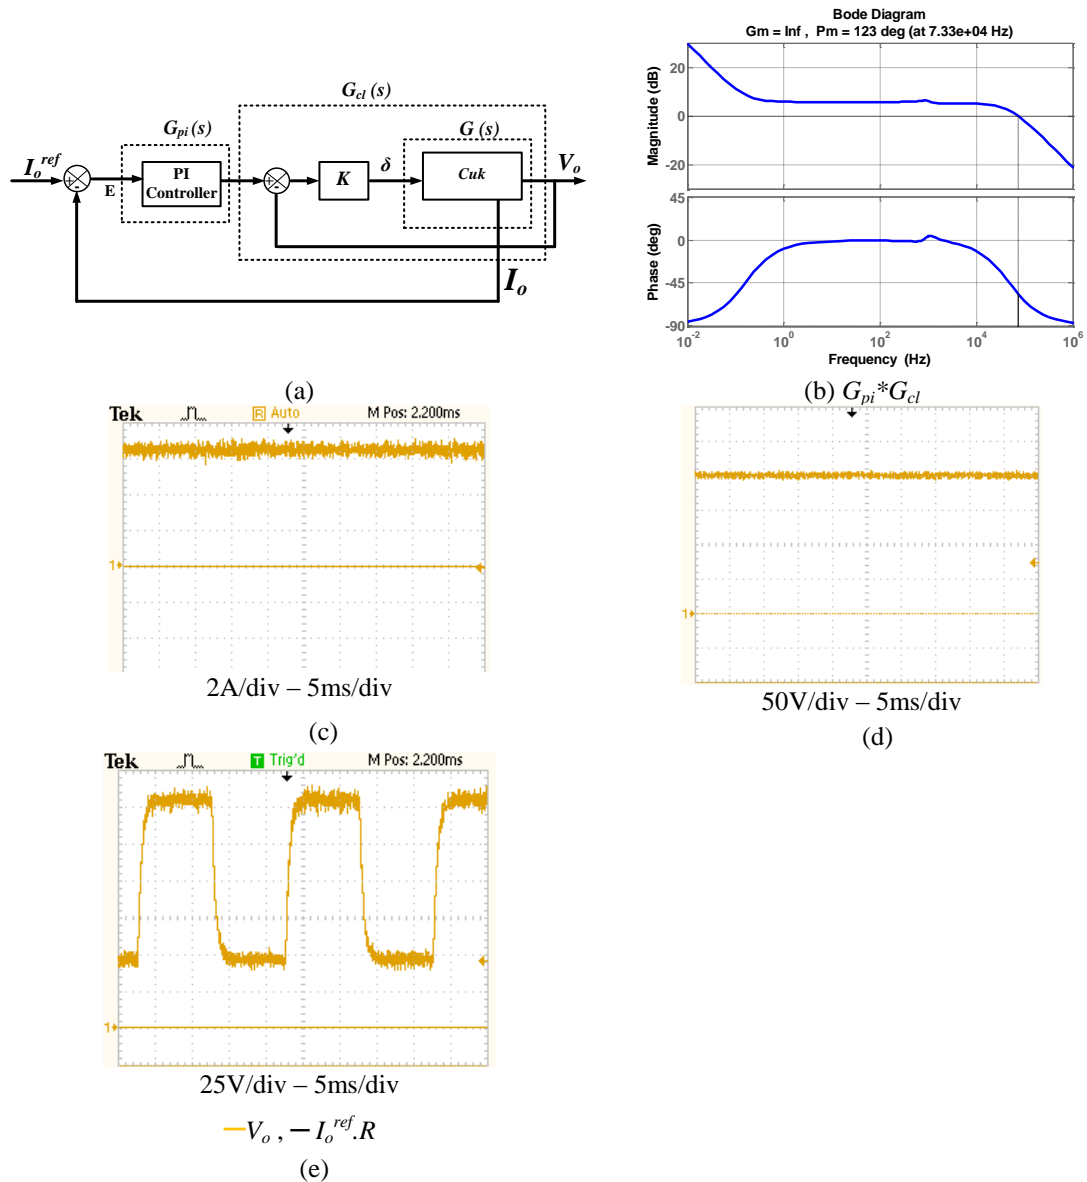 G_cl (s)
G_pi (s)
G (s)
I_o^ref
E
PI
Controller
K
δ
Cuk
V_o
I_o
+
-
+
-
(a)
Bode Diagram
Gm = Inf , Pm = 123 deg (at 7.33e+04 Hz)
Magnitude (dB)
20
0
-20
Phase (deg)
45
0
-45
-90
10^-2
10^0
10^2
10^4
10^6
Frequency (Hz)
(b) G_pi*G_cl
Tek
R Auto
M Pos: 2.200ms
1
2A/div – 5ms/div
(c)
1
50V/div – 5ms/div
(d)
Tek
T Trig'd
M Pos: 2.200ms
1
25V/div – 5ms/div
V_o , I_o^ref.R
(e)